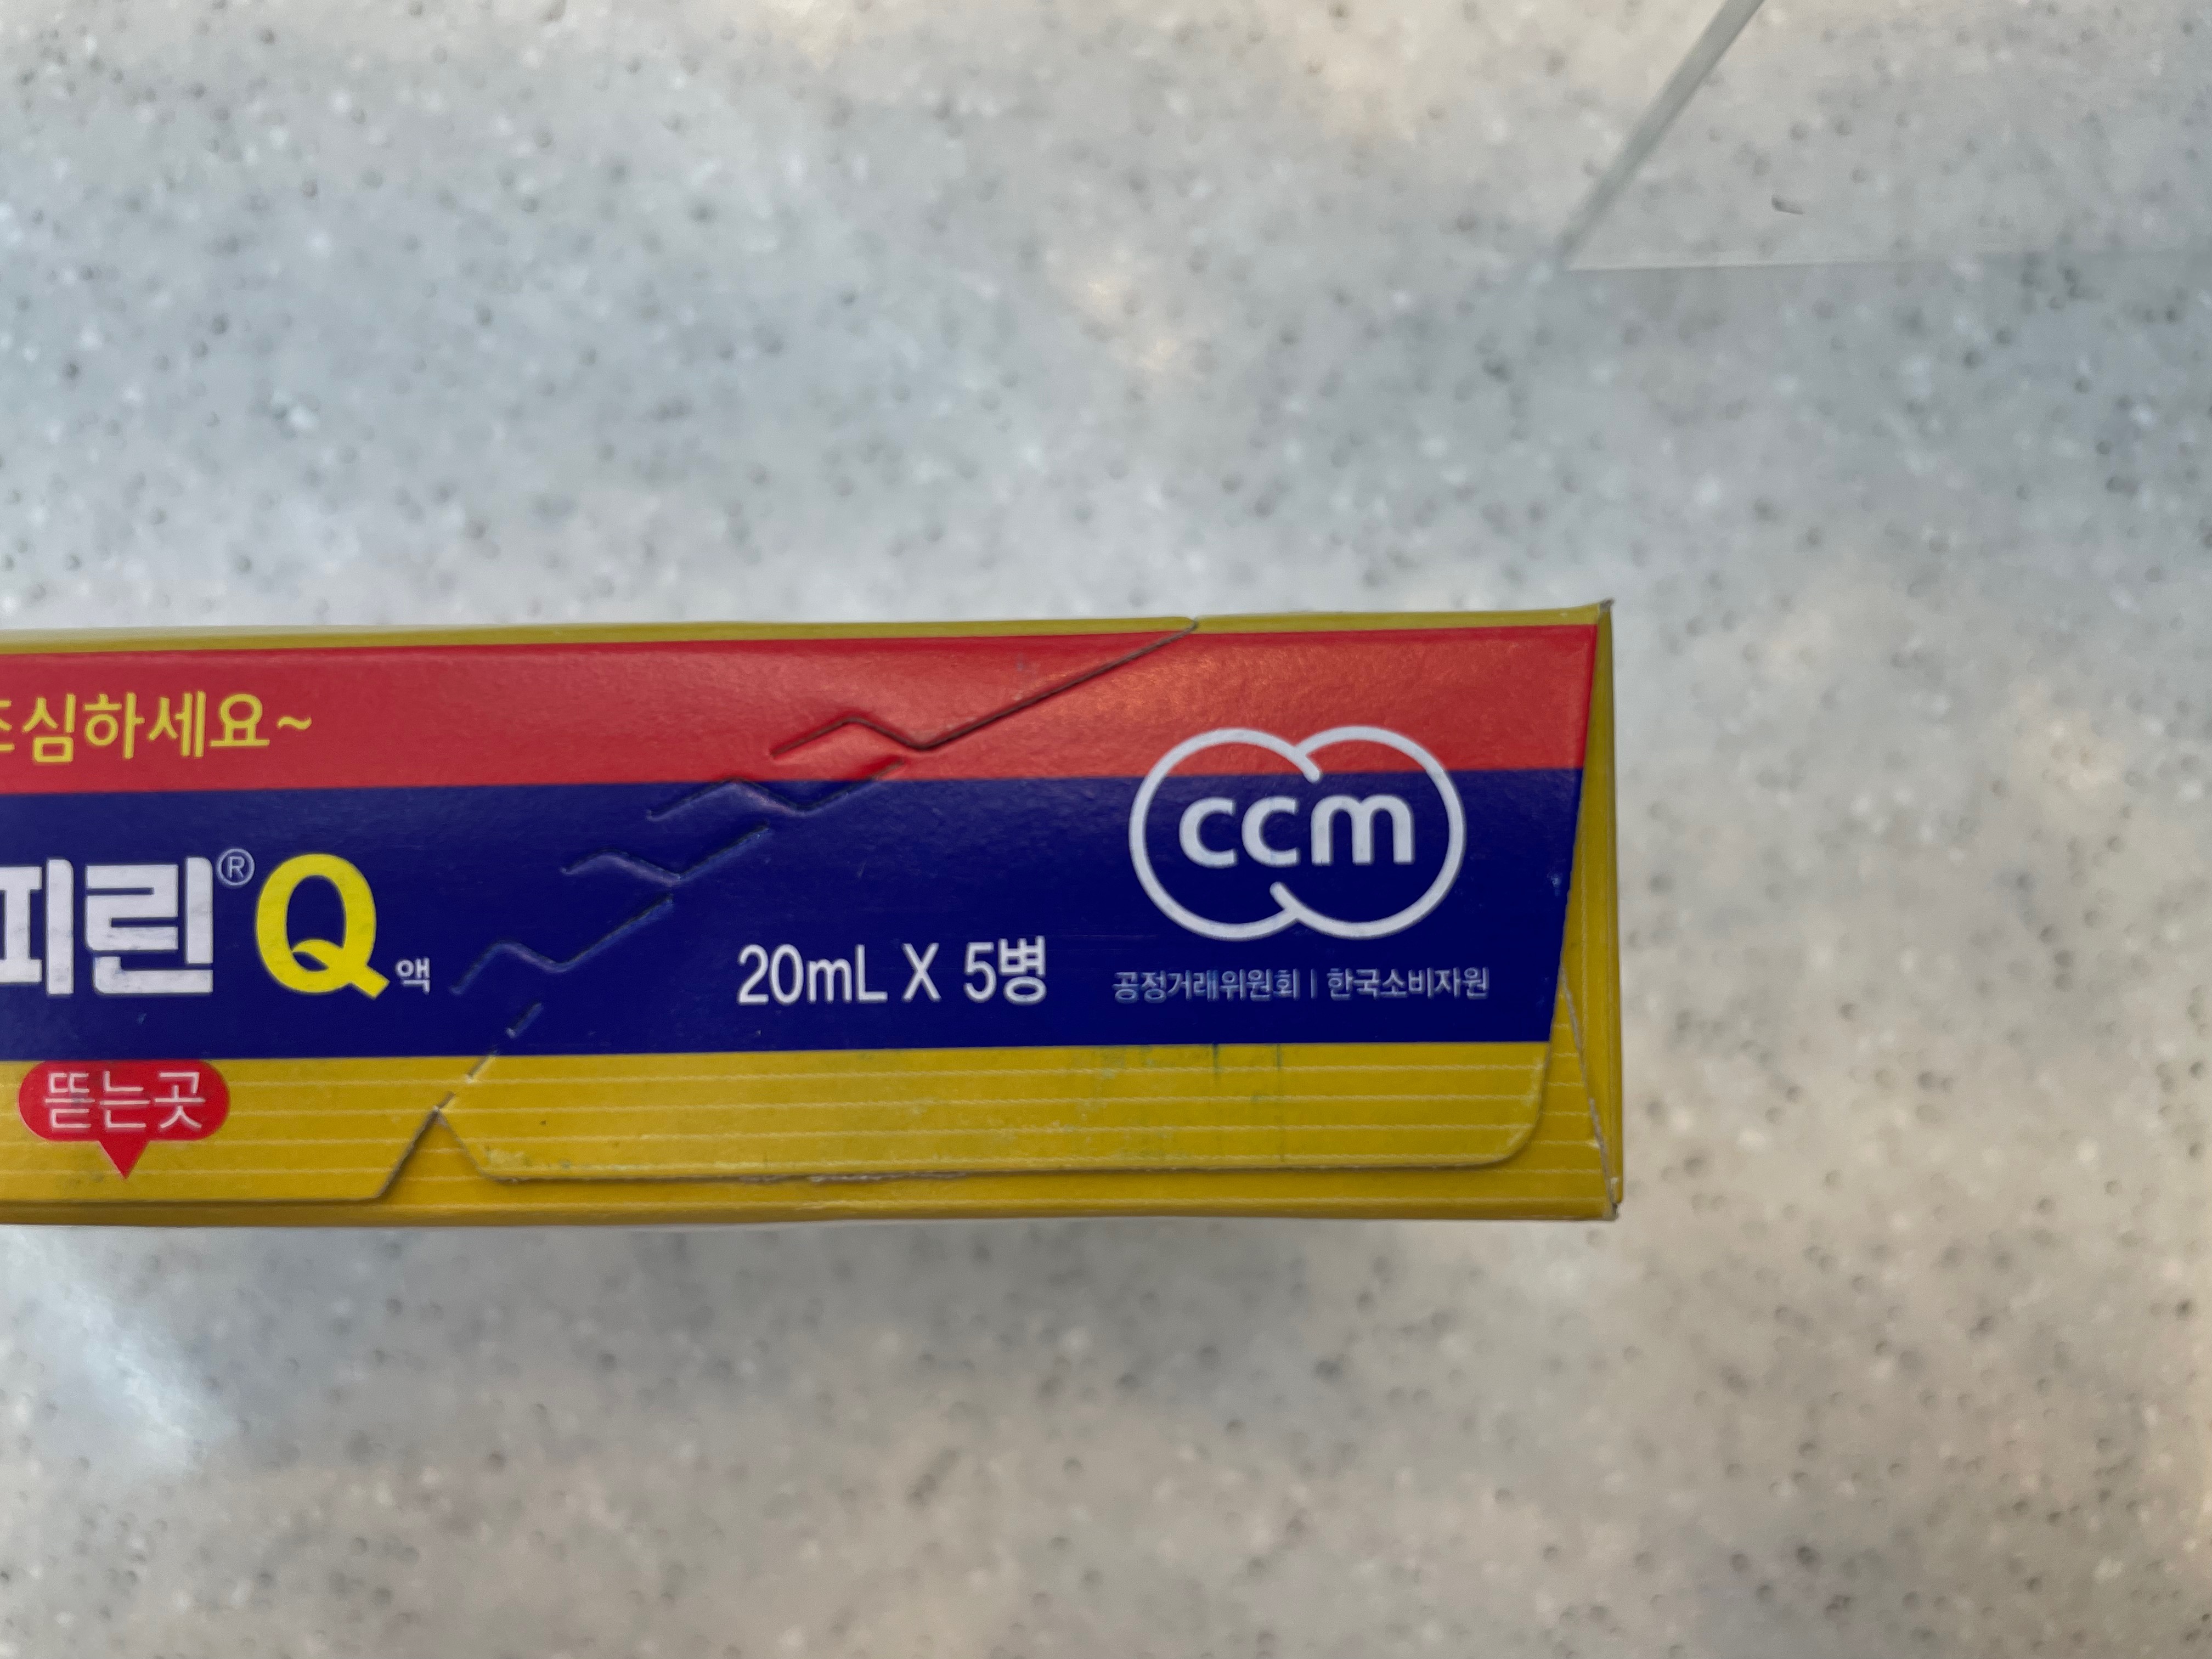 심하세요~
피린® Q 액
20mL X 5병
ccm
공정거래위원회 | 한국소비자원
뜯는곳